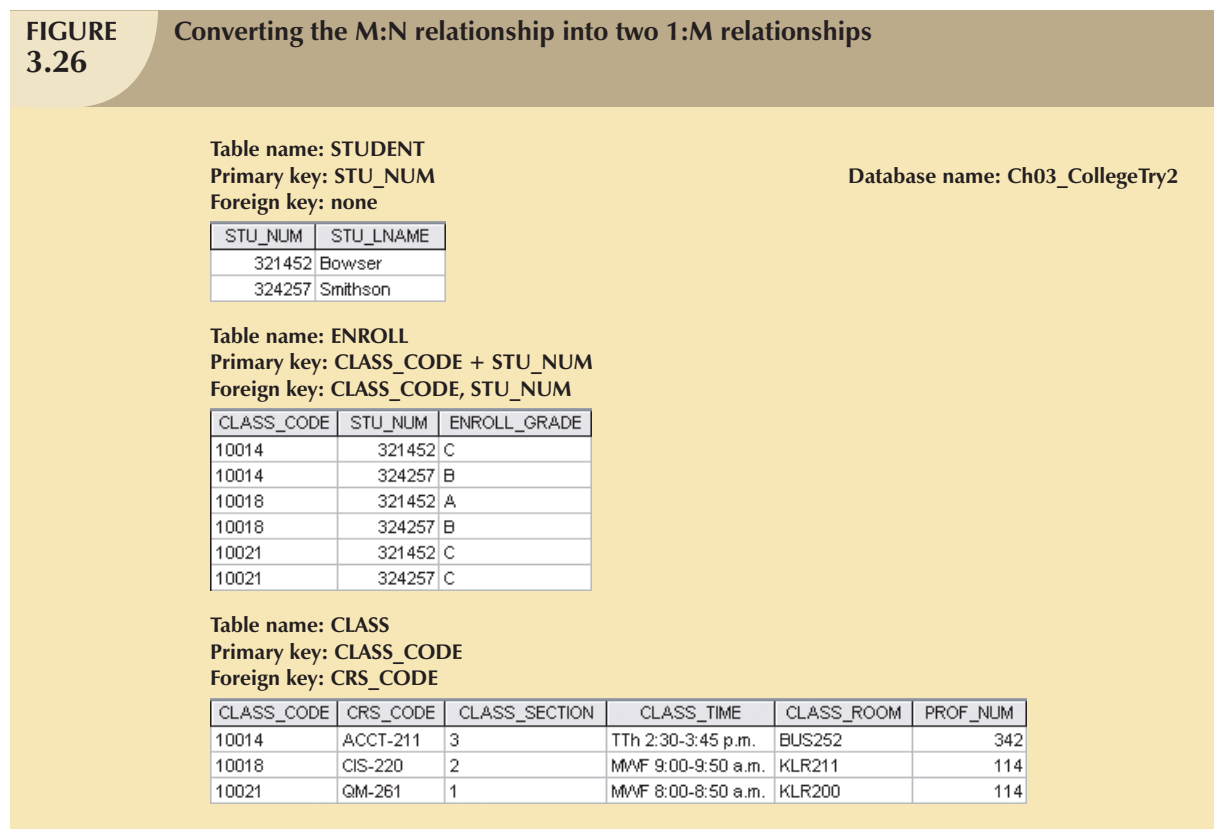 FIGURE 3.26
Converting the M:N relationship into two 1:M relationships
Table name: STUDENT
Primary key: STU_NUM
Foreign key: none
Database name: Ch03_CollegeTry2
STU_NUM STU_LNAME
321452 Bowser
324257 Smithson
Table name: ENROLL
Primary key: CLASS_CODE + STU_NUM
Foreign key: CLASS_CODE, STU_NUM
CLASS_CODE STU_NUM ENROLL_GRADE
10014 321452 C
10014 324257 B
10018 321452 A
10018 324257 B
10021 321452 C
10021 324257 C
Table name: CLASS
Primary key: CLASS_CODE
Foreign key: CRS_CODE
CLASS_CODE CRS_CODE CLASS_SECTION CLASS_TIME CLASS_ROOM PROF_NUM
10014 ACCT-211 3 TTh 2:30-3:45 p.m. BUS252 342
10018 CIS-220 2 MWF 9:00-9:50 a.m. KLR211 114
10021 QM-261 1 MWF 8:00-8:50 a.m. KLR200 114